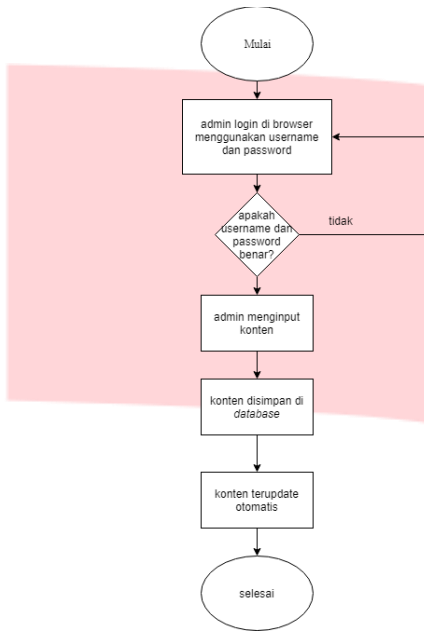 Mulai
admin login di browser
menggunakan username
dan password
apakah
username dan
password
benar?
tidak
admin menginput
konten
konten disimpan di
database
konten terupdate
otomatis
selesai